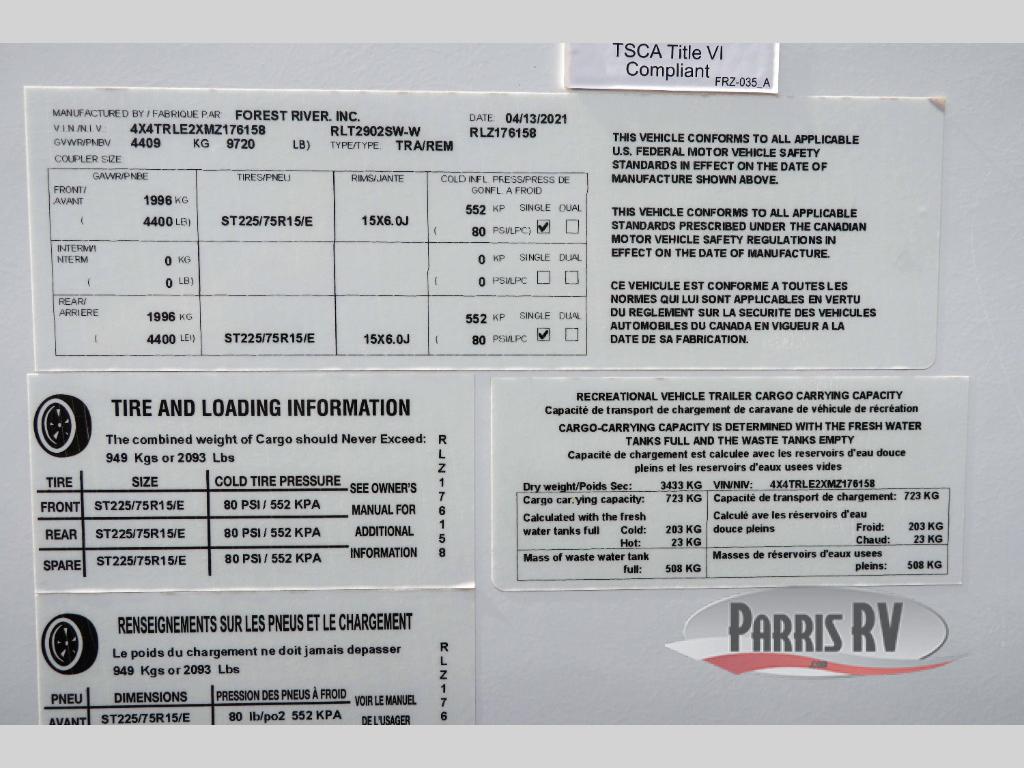 TSCA Title VI
Compliant
FRZ-035_A
MANUFACTURED BY / FABRIQUE PAR FOREST RIVER, INC. DATE: 04/13/2021
V.I.N./N.I.V.: 4X4TRLE2XMZ176158 RLT2902SW-W RLZ176158
GVWR/PNBV 4409 KG 9720 LB) TYPE/TYPE: TRA/REM
COUPLER SIZE
GAWR/PNBE TIRES/PNEU RIMS/JANTE COLD INFL PRESS/PRESS DE
GONFL A FROID
FRONT/
AVANT 1996 KG 552 KP SINGLE DUAL
( 4400 LB) ST225/75R15/E 15X6.0J ( 80 PSI/LPC)
INTERM/I
NTERM 0 KG 0 KP SINGLE DUAL
( 0 LB) ( 0 PSI/LPC
REAR/
ARRIERE 1996 KG 552 KP SINGLE DUAL
( 4400 LEI) ST225/75R15/E 15X6.0J ( 80 PSI/LPC
THIS VEHICLE CONFORMS TO ALL APPLICABLE
U.S. FEDERAL MOTOR VEHICLE SAFETY
STANDARDS IN EFFECT ON THE DATE OF
MANUFACTURE SHOWN ABOVE.
THIS VEHICLE CONFORMS TO ALL APPLICABLE
STANDARDS PRESCRIBED UNDER THE CANADIAN
MOTOR VEHICLE SAFETY REGULATIONS IN
EFFECT ON THE DATE OF MANUFACTURE.
CE VEHICULE EST CONFORME A TOUTES LES
NORMES QUI LUI SONT APPLICABLES EN VERTU
DU REGLEMENT SUR LA SECURITE DES VEHICULES
AUTOMOBILES DU CANADA EN VIGUEUR A LA
DATE DE SA FABRICATION.
TIRE AND LOADING INFORMATION
The combined weight of Cargo should Never Exceed:
949 Kgs or 2093 Lbs
TIRE SIZE COLD TIRE PRESSURE SEE OWNER'S
FRONT ST225/75R15/E 80 PSI / 552 KPA MANUAL FOR
REAR ST225/75R15/E 80 PSI / 552 KPA ADDITIONAL
SPARE ST225/75R15/E 80 PSI / 552 KPA INFORMATION
RLZ176158
RECREATIONAL VEHICLE TRAILER CARGO CARRYING CAPACITY
Capacité de transport de chargement de caravane de véhicule de récréation
CARGO-CARRYING CAPACITY IS DETERMINED WITH THE FRESH WATER
TANKS FULL AND THE WASTE TANKS EMPTY
Capacité de chargement est calculee avec les reservoirs d'eau douce
pleins et les reservoirs d'eaux usees vides
Dry weight/Poids Sec: 3433 KG VIN/NIV: 4X4TRLE2XMZ176158
Cargo carrying capacity: 723 KG Capacité de transport de chargement: 723 KG
Calculated with the fresh Calculé ave les réservoirs d'eau
water tanks full Cold: 203 KG douce pleins Froid: 203 KG
Hot: 23 KG Chaud: 23 KG
Mass of waste water tank Masses de réservoirs d'eaux usees
full: 508 KG pleins: 508 KG
RENSEIGNEMENTS SUR LES PNEUS ET LE CHARGEMENT
Le poids du chargement ne doit jamais depasser
949 Kgs or 2093 Lbs
PNEU DIMENSIONS PRESSION DES PNEUS À FROID VOIR LE MANUEL
AVANT ST225/75R15/E 80 lb/po2 552 KPA DE L'USAGER
RLZ176
PARRIS RV
.com